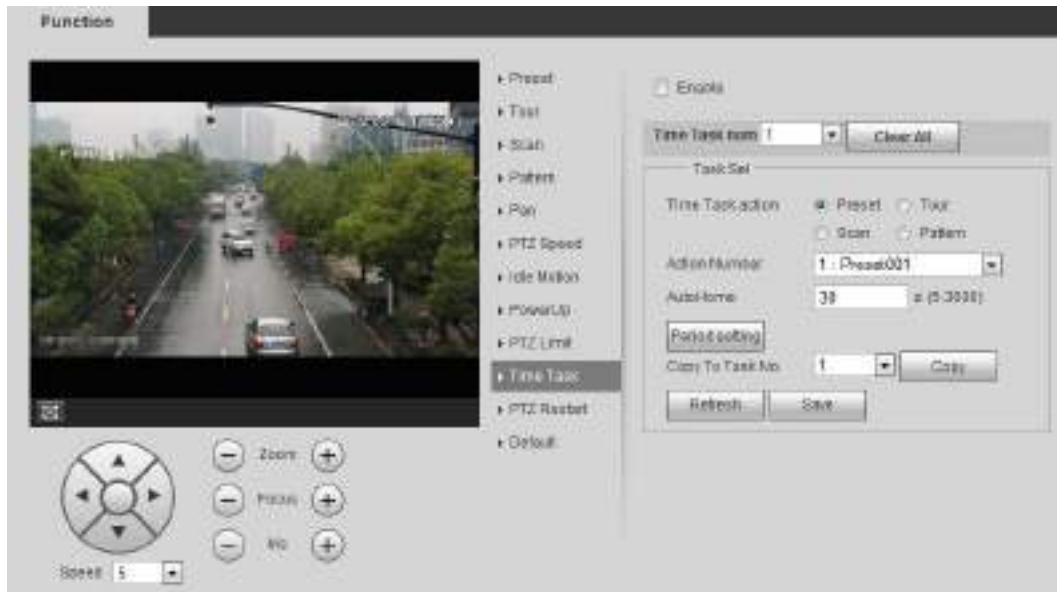 Function
Preset
Tour
Scan
Pattern
Pan
PTZ Speed
Idle Motion
PowerUp
PTZ Limit
Time Task
PTZ Restart
Default
Enable
Time Task num 1 Clear All
Task Set
Time Task action Preset Tour
Scan Pattern
Action Number 1 : Preset001
AutoHome 30 s (5-3600)
Period setting
Copy To Task No. 1 Copy
Refresh Save
Zoom
Focus
Iris
Speed 5